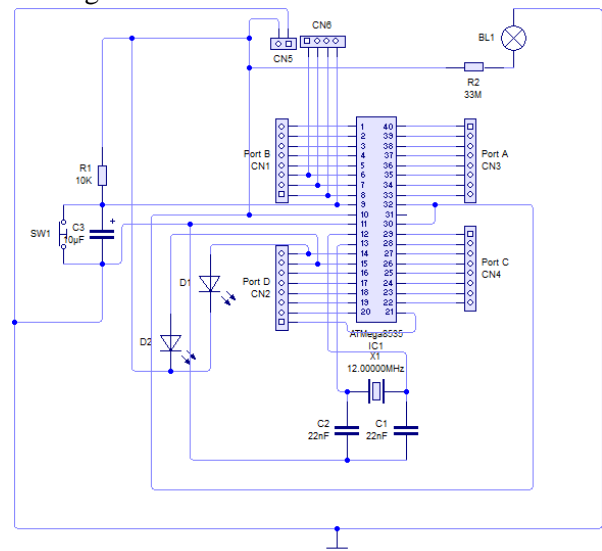 CN6
CN5
BL1
R2
33M
R1
10K
SW1
C3
+
10µF
Port B
CN1
Port A
CN3
Port D
CN2
Port C
CN4
1 40
2 39
3 38
4 37
5 36
6 35
7 34
8 33
9 32
10 31
11 30
12 29
13 28
14 27
15 26
16 25
17 24
18 23
19 22
20 21
D1
D2
ATMega8535
IC1
X1
12.00000MHz
C2
22nF
C1
22nF